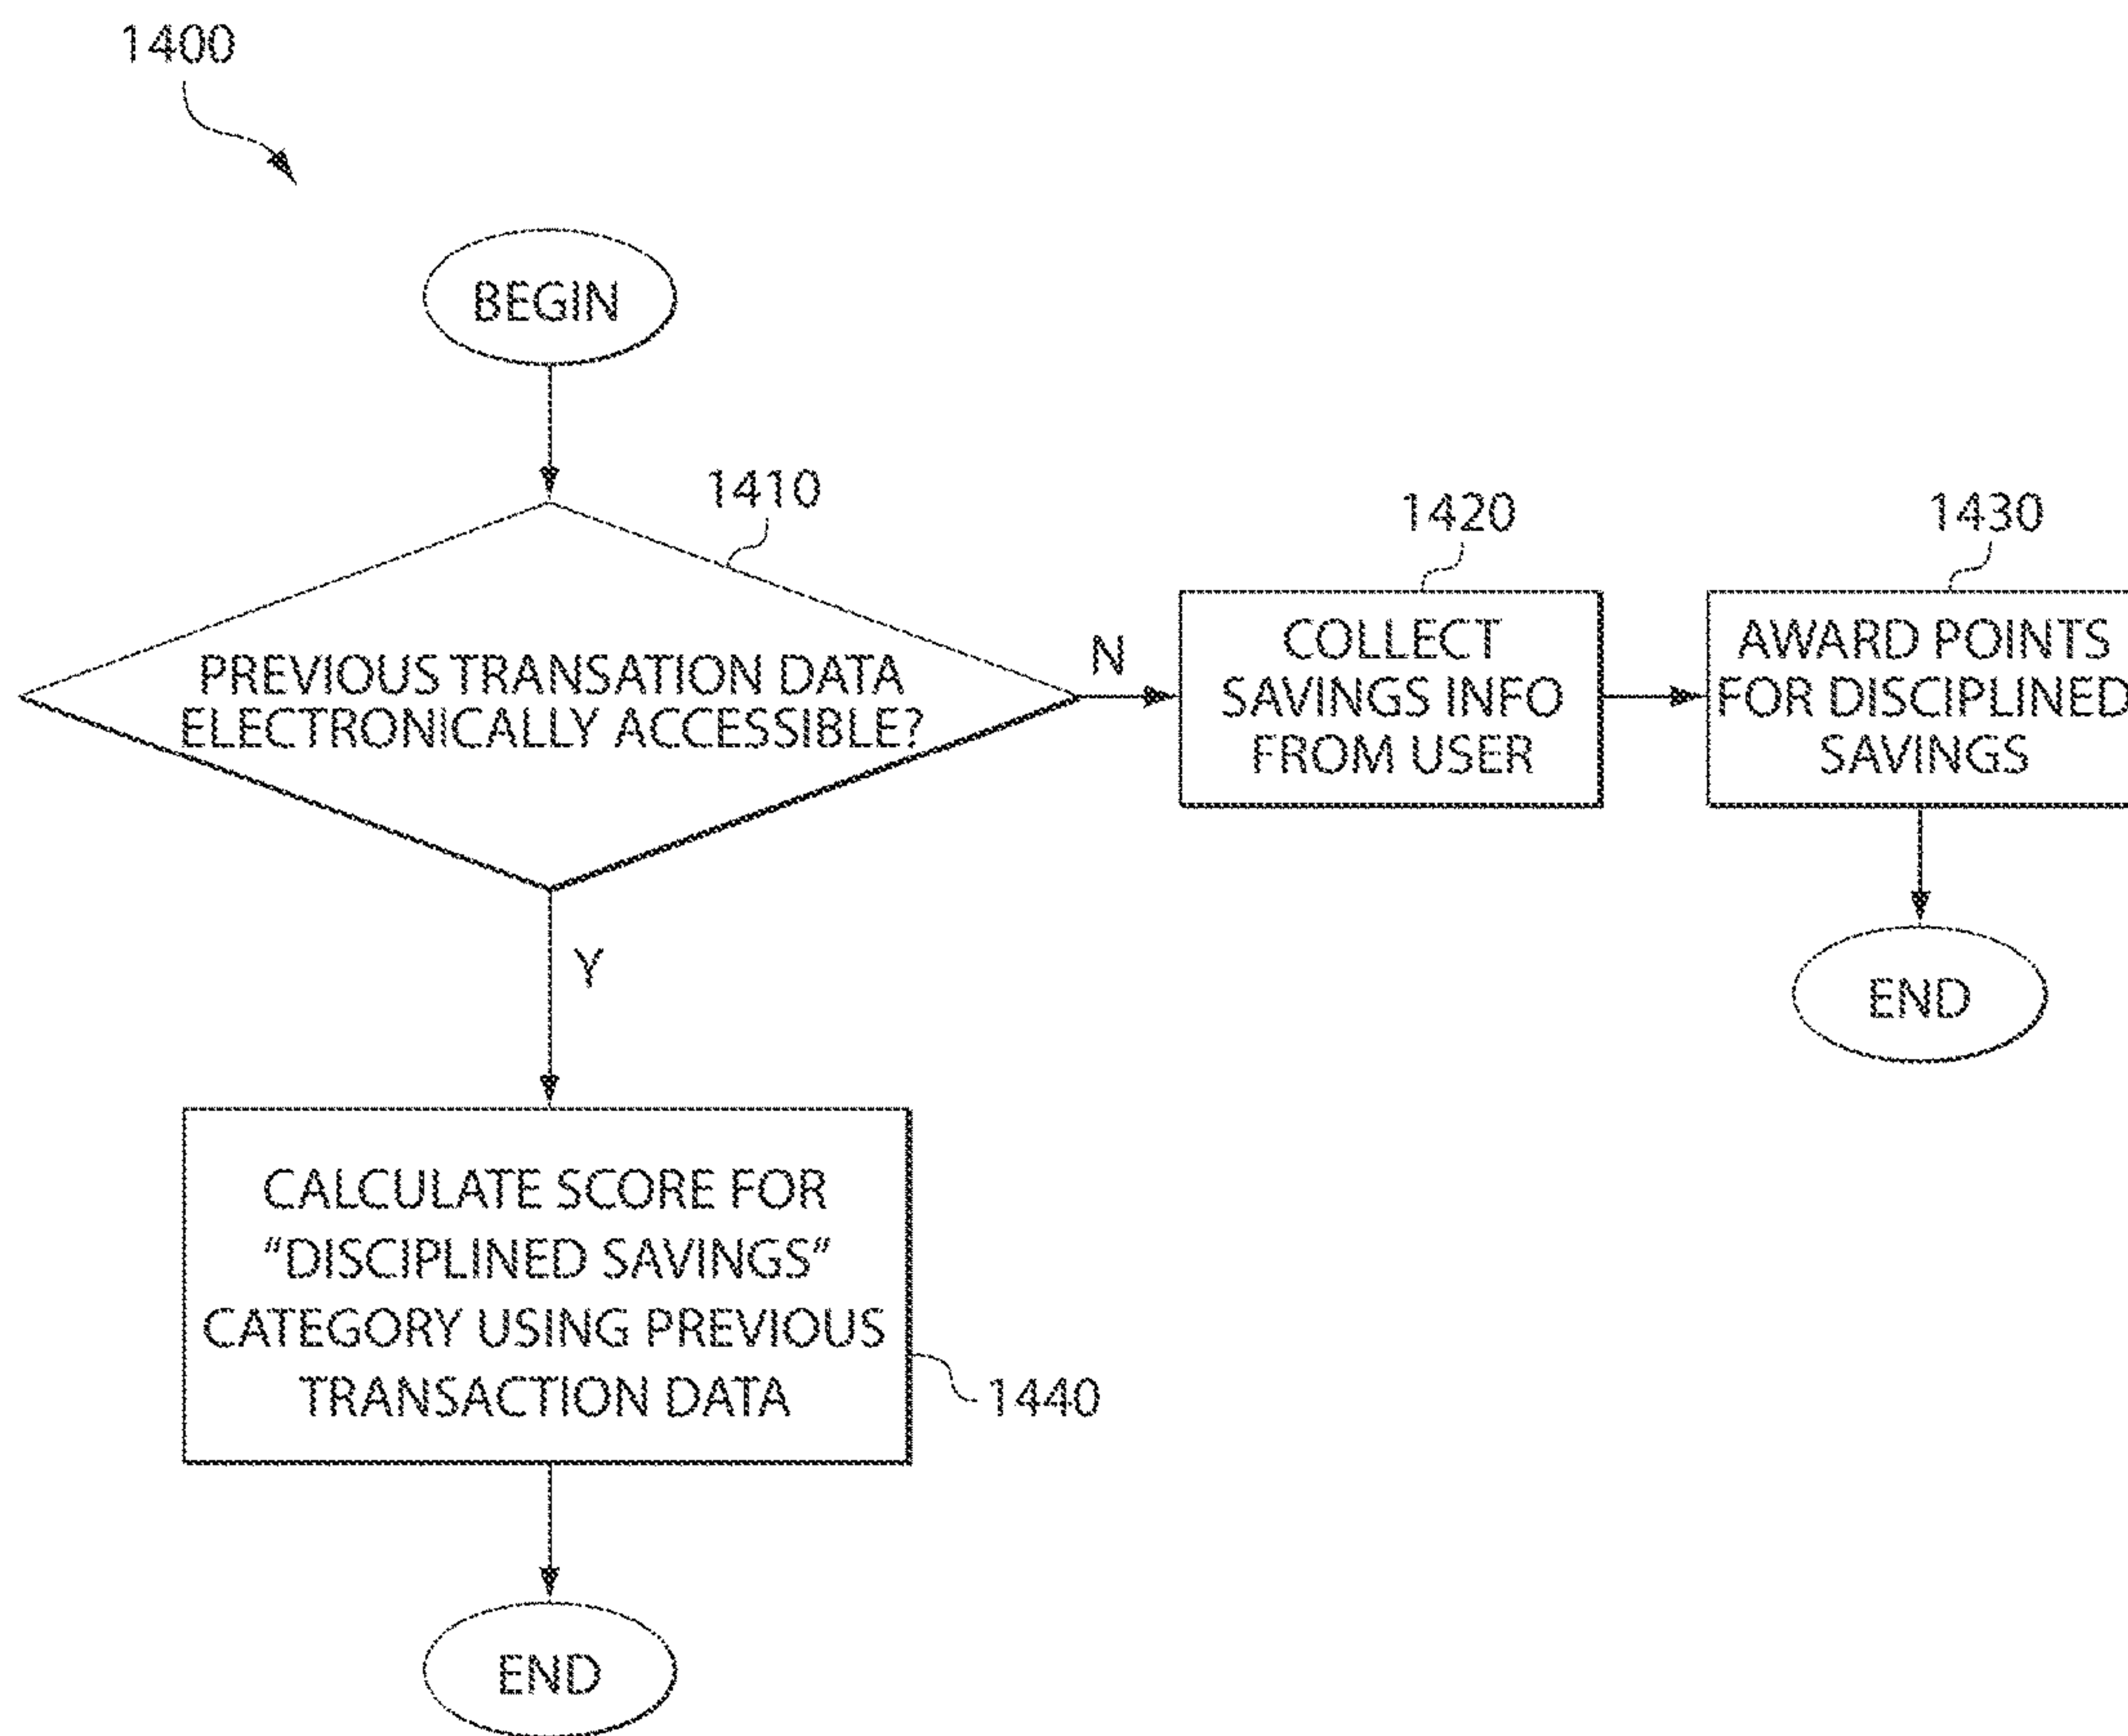 1400
BEGIN
1410
PREVIOUS TRANSATION DATA
ELECTRONICALLY ACCESSIBLE?
N
1420
COLLECT
SAVINGS INFO
FROM USER
1430
AWARD POINTS
FOR DISCIPLINED
SAVINGS
END
Y
CALCULATE SCORE FOR
"DISCIPLINED SAVINGS"
CATEGORY USING PREVIOUS
TRANSACTION DATA
1440
END